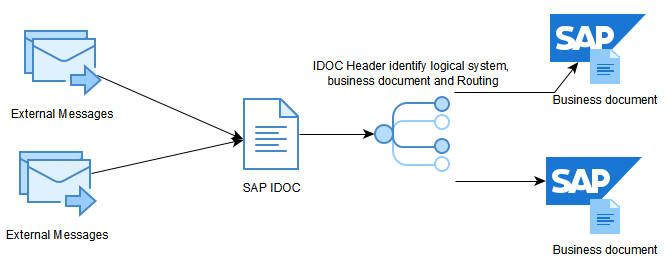 External Messages
External Messages
SAP IDOC
IDOC Header identify logical system,
business document and Routing
SAP
Business document
SAP
Business document